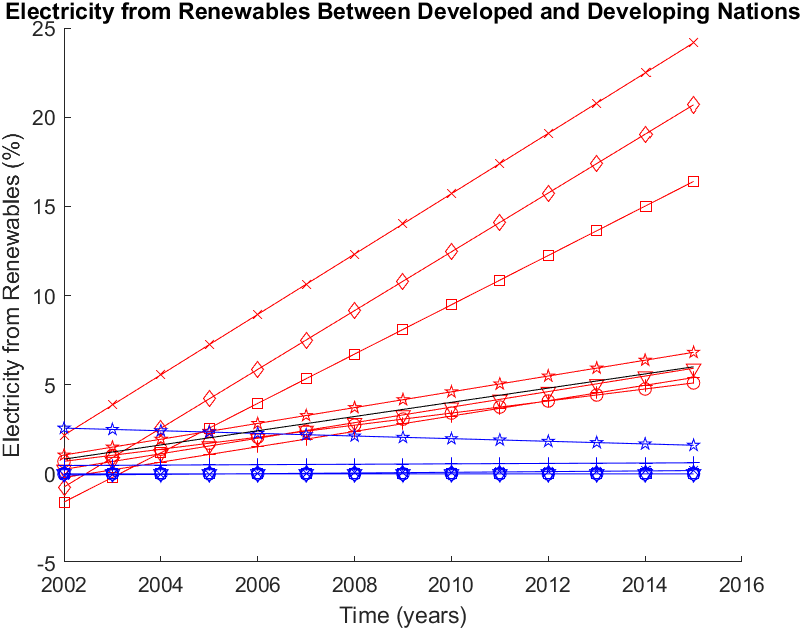 Electricity from Renewables Between Developed and Developing Nations
25
20
15
10
5
0
-5
Electricity from Renewables (%)
2002 2004 2006 2008 2010 2012 2014 2016
Time (years)